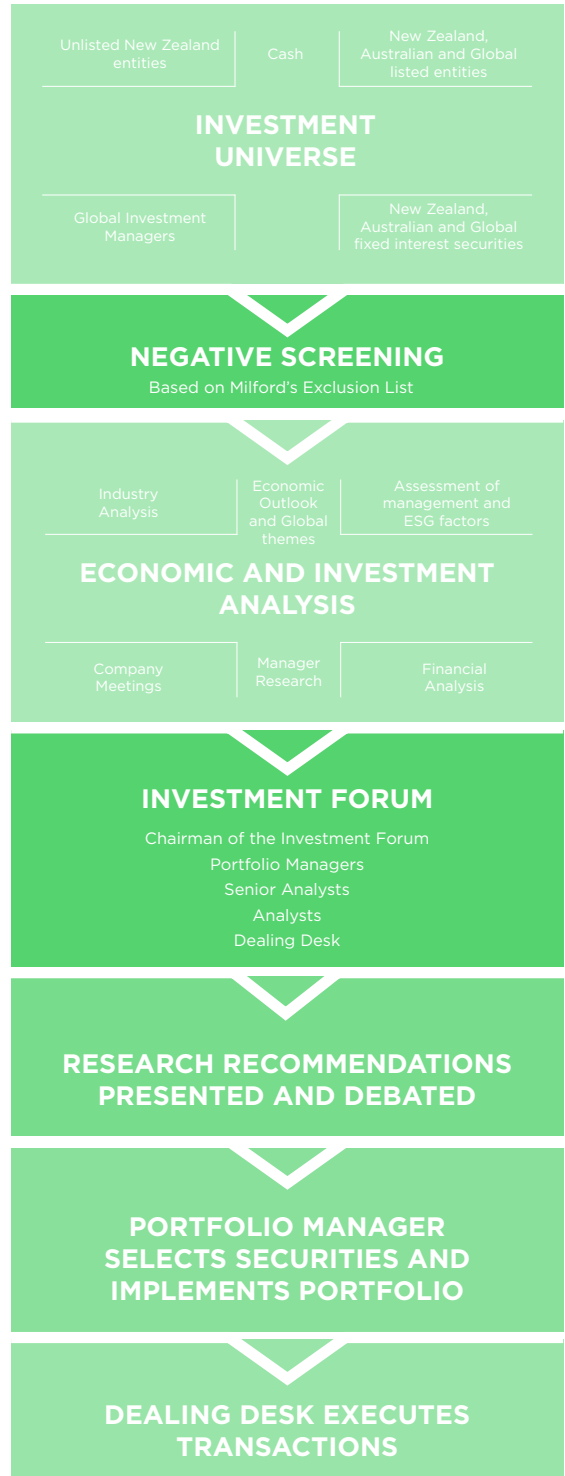 Unlisted New Zealand
entities
Cash
New Zealand,
Australian and Global
listed entities
INVESTMENT
UNIVERSE
Global Investment
Managers
New Zealand,
Australian and Global
fixed interest securities
NEGATIVE SCREENING
Based on Milford's Exclusion List
Industry
Analysis
Economic
Outlook
and Global
themes
Assessment of
management and
ESG factors
ECONOMIC AND INVESTMENT
ANALYSIS
Company
Meetings
Manager
Research
Financial
Analysis
INVESTMENT FORUM
Chairman of the Investment Forum
Portfolio Managers
Senior Analysts
Analysts
Dealing Desk
RESEARCH RECOMMENDATIONS
PRESENTED AND DEBATED
PORTFOLIO MANAGER
SELECTS SECURITIES AND
IMPLEMENTS PORTFOLIO
DEALING DESK EXECUTES
TRANSACTIONS